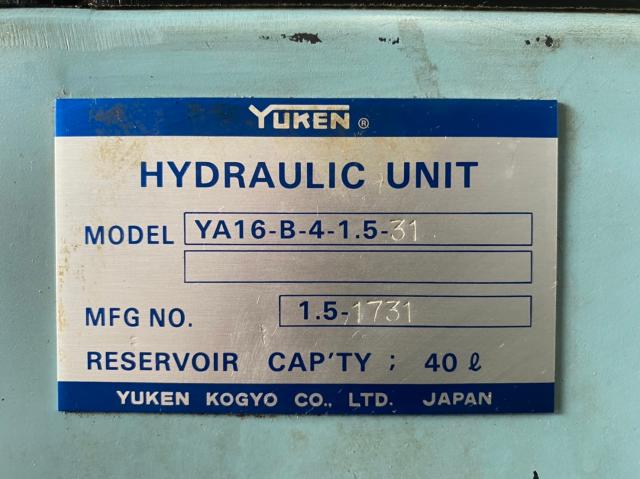 YUKEN ®
HYDRAULIC UNIT
MODEL YA16-B-4-1.5-31
MFG NO. 1.5-1731
RESERVOIR CAP'TY ; 40 ℓ
YUKEN KOGYO CO., LTD. JAPAN